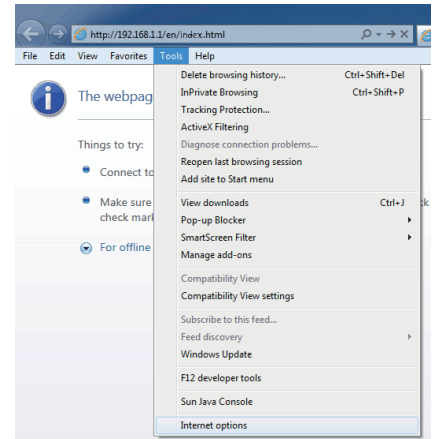 http://192.168.1.1/en/index.html
File Edit View Favorites Tools Help
The webpag
Things to try:
Connect to
Make sure
check mark
For offline
Delete browsing history... Ctrl+Shift+Del
InPrivate Browsing Ctrl+Shift+P
Tracking Protection...
ActiveX Filtering
Diagnose connection problems...
Reopen last browsing session
Add site to Start menu
View downloads Ctrl+J
Pop-up Blocker
SmartScreen Filter
Manage add-ons
Compatibility View
Compatibility View settings
Subscribe to this feed...
Feed discovery
Windows Update
F12 developer tools
Sun Java Console
Internet options